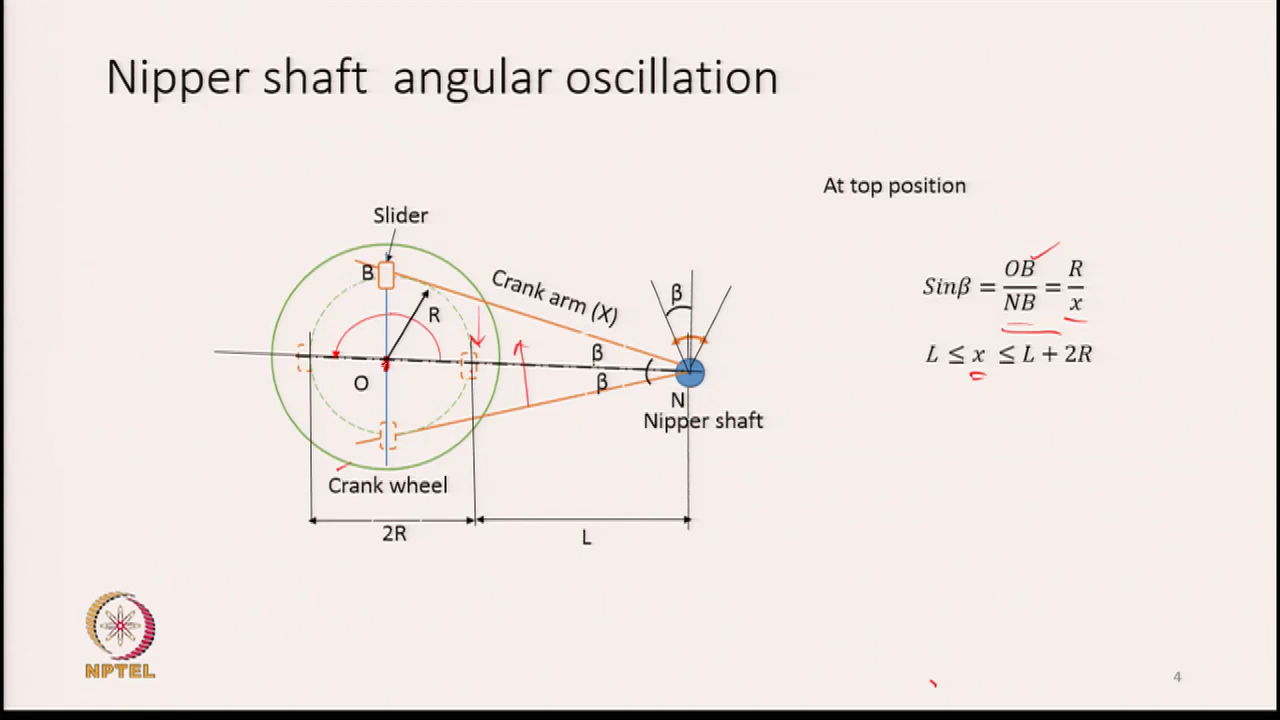 Nipper shaft angular oscillation
At top position
Slider
B
Crank arm (X)
β
R
Sinβ = OB/NB = R/x
β
L ≤ x ≤ L + 2R
O
β
N
Nipper shaft
Crank wheel
2R
L
NPTEL
4